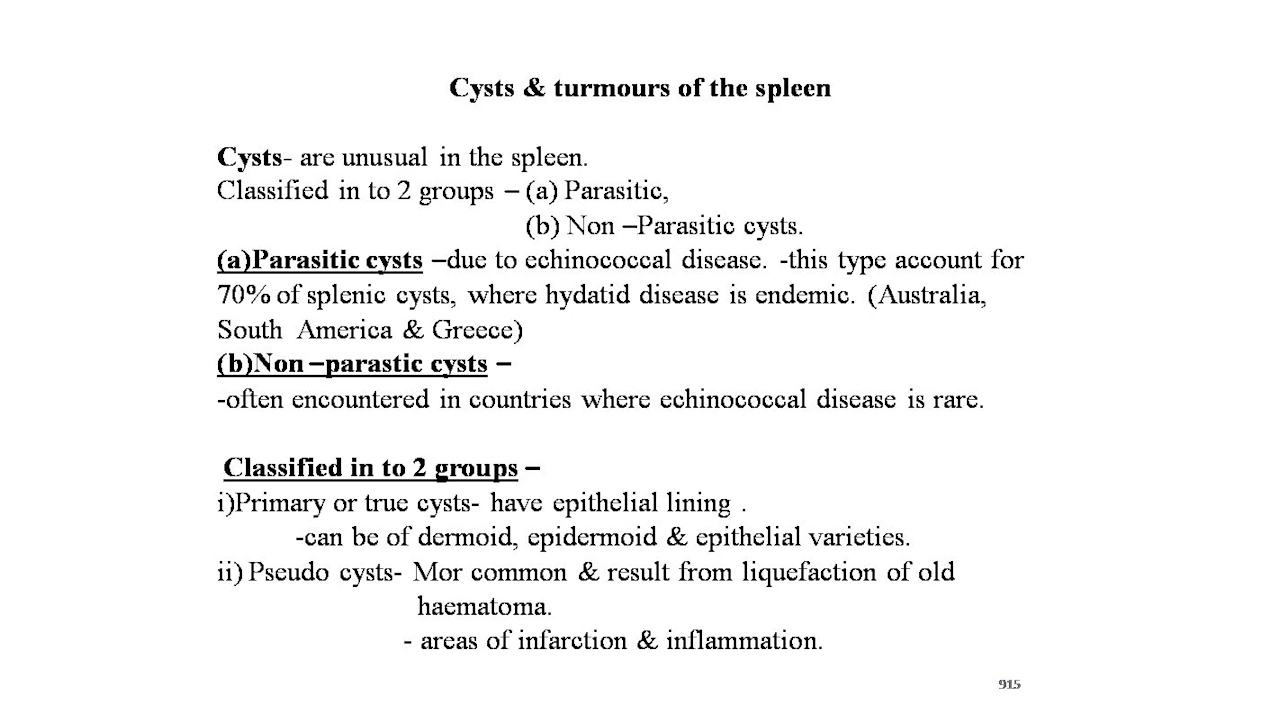 Cysts & turmours of the spleen
Cysts- are unusual in the spleen.
Classified in to 2 groups – (a) Parasitic,
(b) Non –Parasitic cysts.
(a)Parasitic cysts –due to echinococcal disease. -this type account for
70% of splenic cysts, where hydatid disease is endemic. (Australia,
South America & Greece)
(b)Non –parastic cysts –
-often encountered in countries where echinococcal disease is rare.
Classified in to 2 groups –
i)Primary or true cysts- have epithelial lining .
-can be of dermoid, epidermoid & epithelial varieties.
ii) Pseudo cysts- Mor common & result from liquefaction of old
haematoma.
- areas of infarction & inflammation.
915